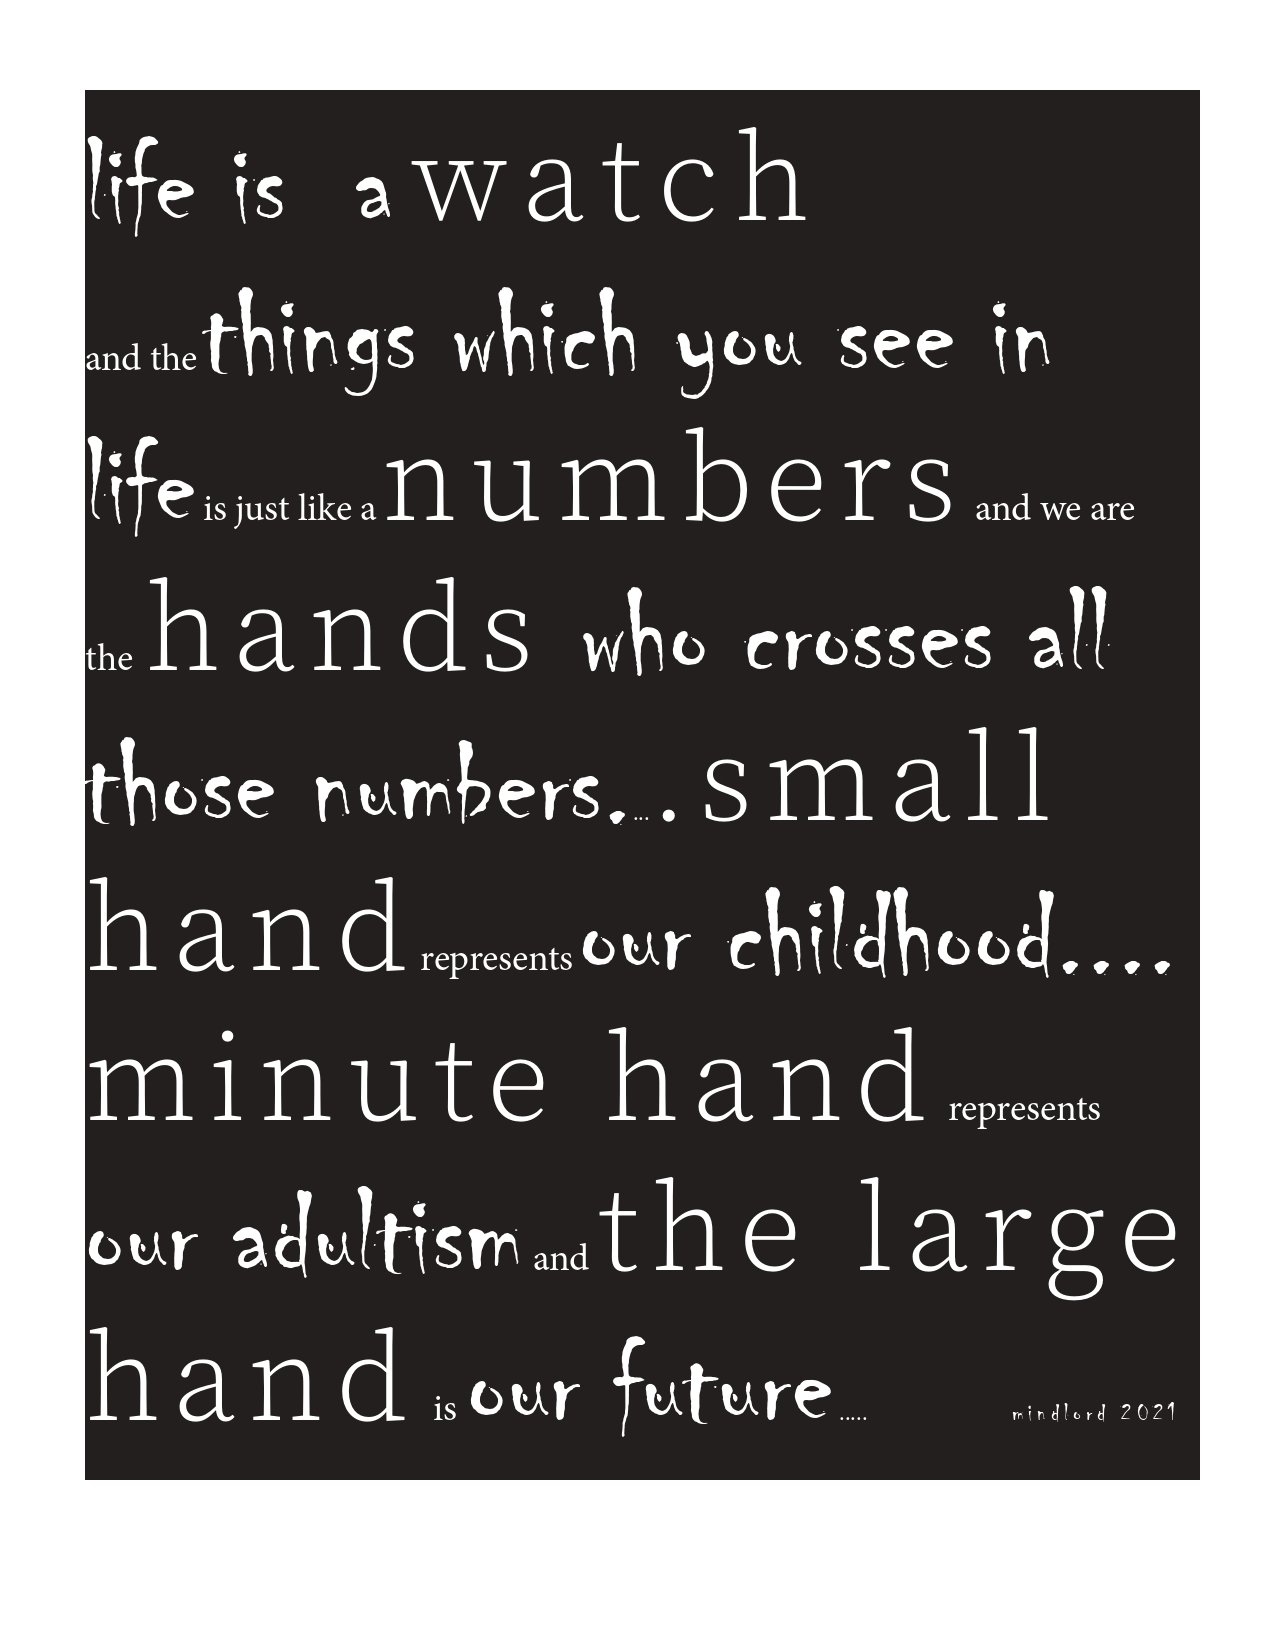 life is a watch
and the things which you see in
life is just like a numbers and we are
the hands who crosses all
those numbers..... small
hand represents our childhood....
minute hand represents
our adultism and the large
hand is our future..... mindlord 2021